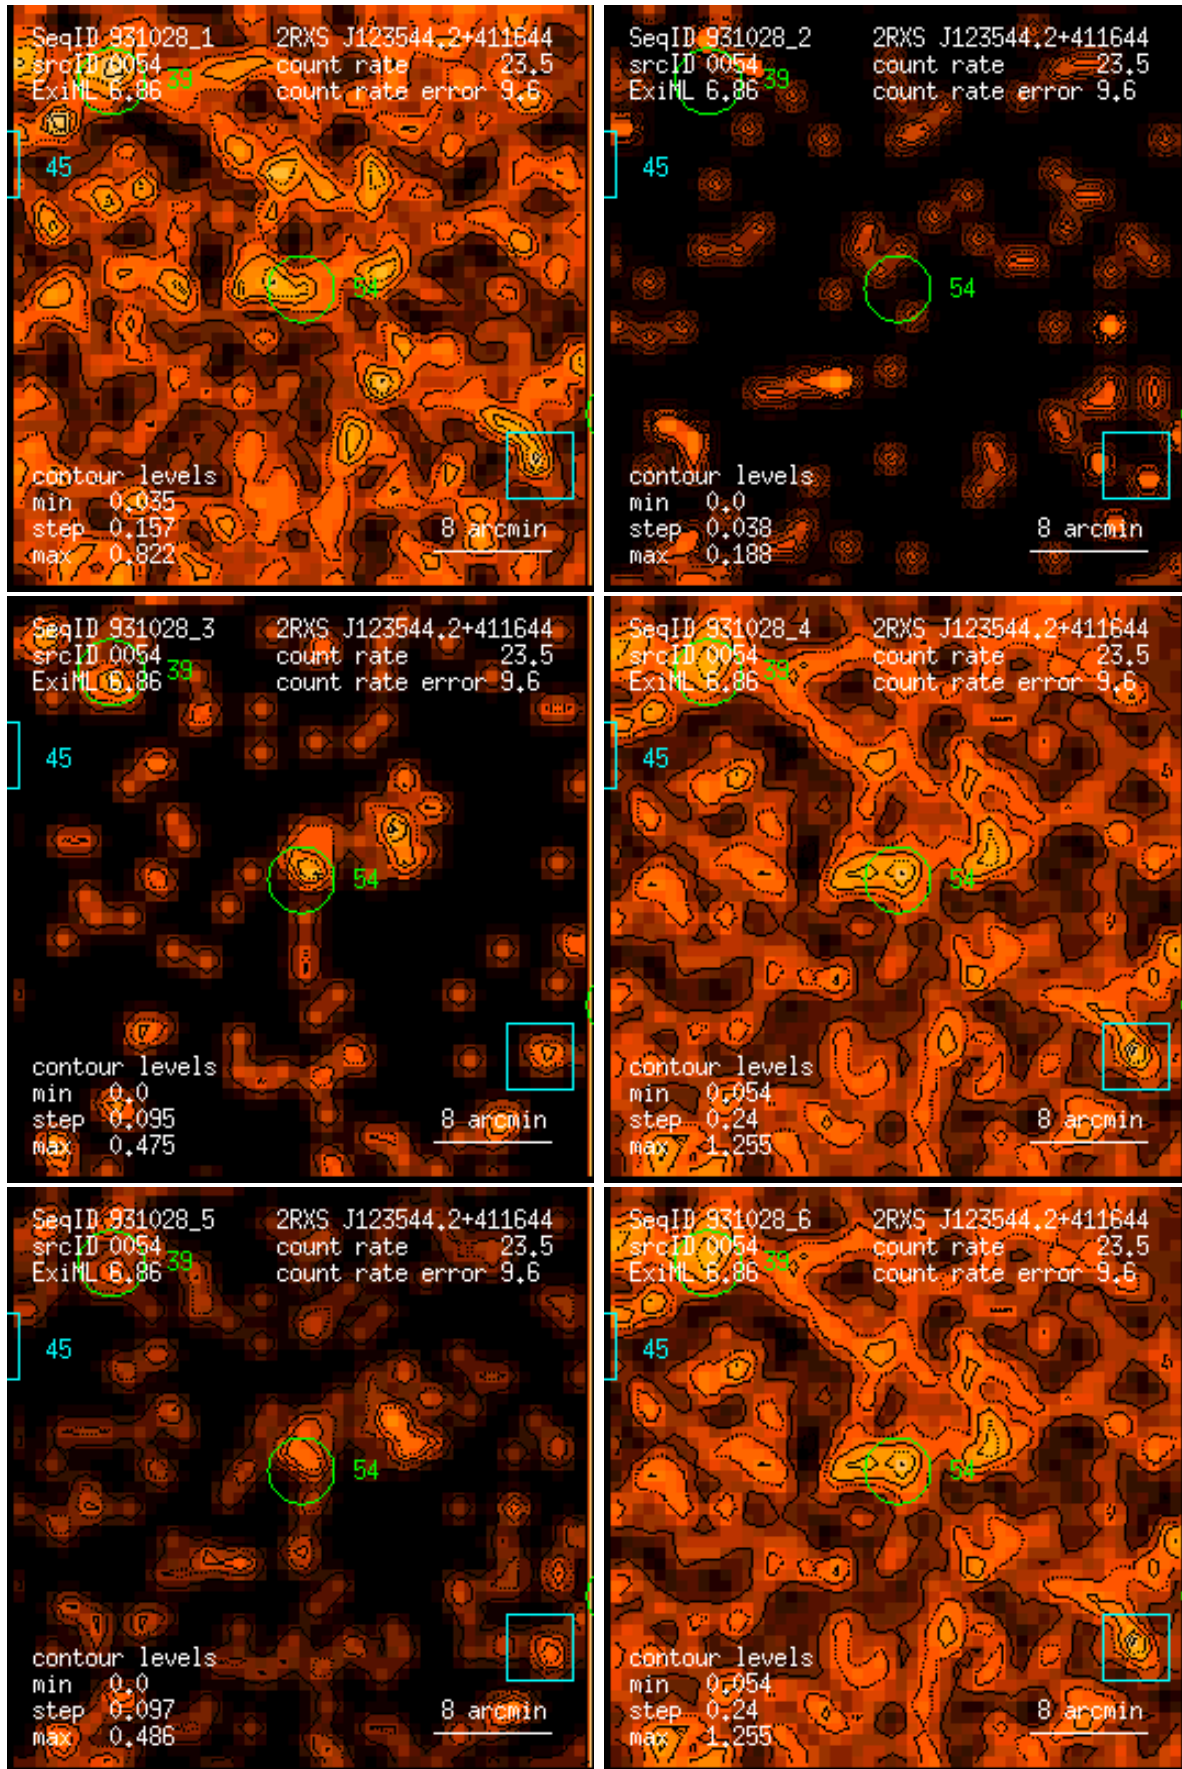 SeqID 931028_1 2RXS J123544.2+411644
srcID 0054 39 count rate 23.5
ExiML 6.86 count rate error 9.6
45
54
contour levels
min 0.035
step 0.157 8 arcmin
max 0.822
SeqID 931028_2 2RXS J123544.2+411644
srcID 0054 39 count rate 23.5
ExiML 6.86 count rate error 9.6
45
54
contour levels
min 0.0
step 0.038 8 arcmin
max 0.188
SeqID 931028_3 2RXS J123544.2+411644
srcID 0054 39 count rate 23.5
ExiML 6.86 count rate error 9.6
45
54
contour levels
min 0.0
step 0.095 8 arcmin
max 0.475
SeqID 931028_4 2RXS J123544.2+411644
srcID 0054 39 count rate 23.5
ExiML 6.86 count rate error 9.6
45
54
contour levels
min 0.054
step 0.24 8 arcmin
max 1.255
SeqID 931028_5 2RXS J123544.2+411644
srcID 0054 39 count rate 23.5
ExiML 6.86 count rate error 9.6
45
54
contour levels
min 0.0
step 0.097 8 arcmin
max 0.486
SeqID 931028_6 2RXS J123544.2+411644
srcID 0054 39 count rate 23.5
ExiML 6.86 count rate error 9.6
45
54
contour levels
min 0.054
step 0.24 8 arcmin
max 1.255